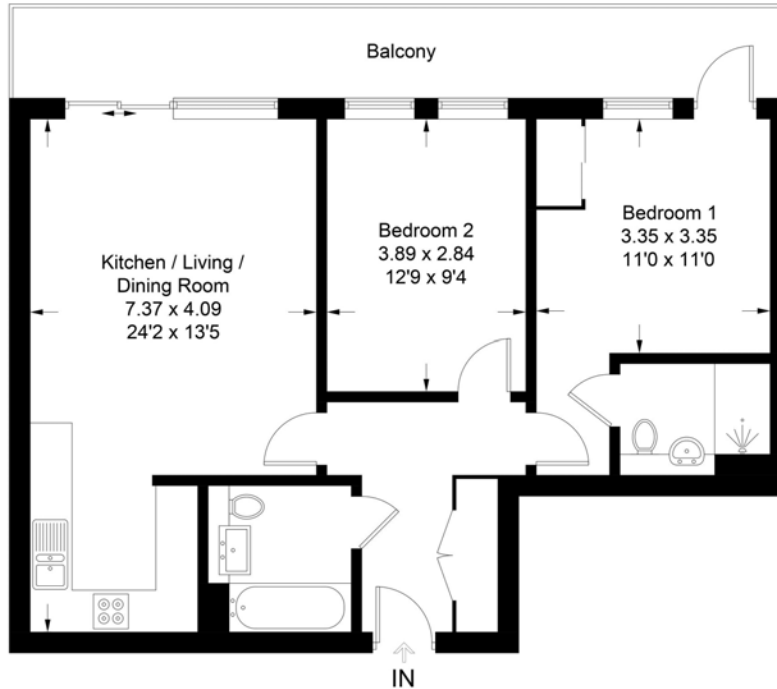 Balcony
Kitchen / Living /
Dining Room
7.37 x 4.09
24'2 x 13'5
Bedroom 2
3.89 x 2.84
12'9 x 9'4
Bedroom 1
3.35 x 3.35
11'0 x 11'0
IN